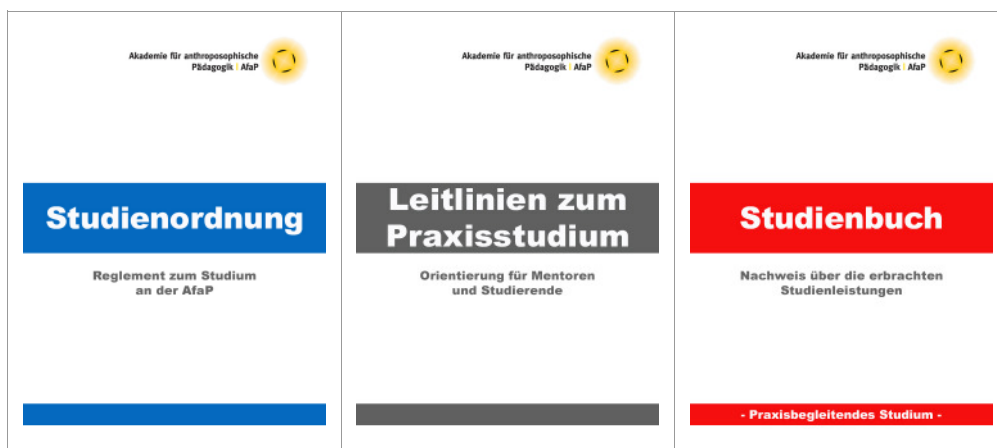 Akademie für anthroposophische
Pädagogik | AfaP
Studienordnung
Reglement zum Studium
an der AfaP
Akademie für anthroposophische
Pädagogik | AfaP
Leitlinien zum
Praxisstudium
Orientierung für Mentoren
und Studierende
Akademie für anthroposophische
Pädagogik | AfaP
Studienbuch
Nachweis über die erbrachten
Studienleistungen
- Praxisbegleitendes Studium -